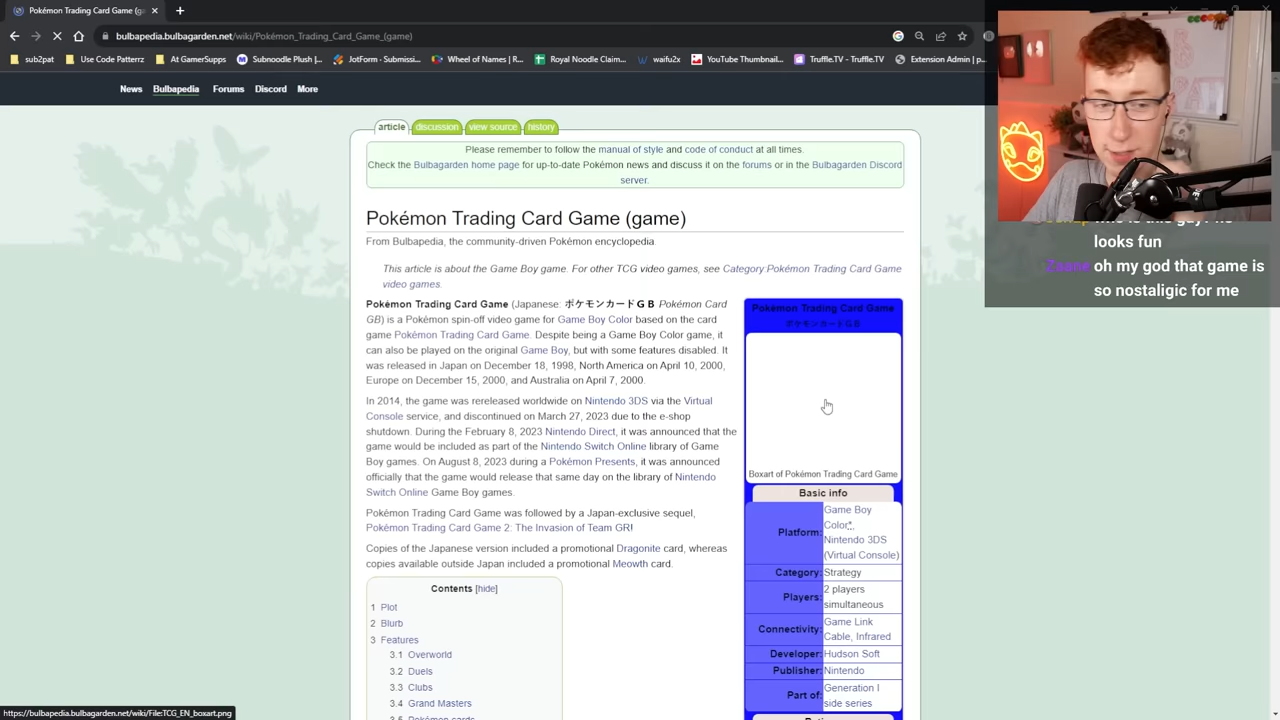 Pokémon Trading Card Game (ga
bulbapedia.bulbagarden.net/wiki/Pokémon_Trading_Card_Game_(game)
sub2pat
Use Code Patterrz
At GamerSupps
Subnoodle Plush |...
JotForm - Submissi...
Wheel of Names | R...
Royal Noodle Claim...
waifu2x
YouTube Thumbnail...
Truffle.TV - Truffle.TV
Extension Admin | p...
News
Bulbapedia
Forums
Discord
More
article
discussion
view source
history
Please remember to follow the manual of style and code of conduct at all times.
Check the Bulbagarden home page for up-to-date Pokémon news and discuss it on the forums or in the Bulbagarden Discord
server.
looks fun
oh my god that game is
so nostaligic for me
Pokémon Trading Card Game (game)
From Bulbapedia, the community-driven Pokémon encyclopedia.
This article is about the Game Boy game. For other TCG video games, see Category:Pokémon Trading Card Game
video games.
Pokémon Trading Card Game (Japanese: ポケモンカードＧＢ Pokémon Card
GB) is a Pokémon spin-off video game for Game Boy Color based on the card
game Pokémon Trading Card Game. Despite being a Game Boy Color game, it
can also be played on the original Game Boy, but with some features disabled. It
was released in Japan on December 18, 1998, North America on April 10, 2000,
Europe on December 15, 2000, and Australia on April 7, 2000.
In 2014, the game was rereleased worldwide on Nintendo 3DS via the Virtual
Console service, and discontinued on March 27, 2023 due to the e-shop
shutdown. During the February 8, 2023 Nintendo Direct, it was announced that the
game would be included as part of the Nintendo Switch Online library of Game
Boy games. On August 8, 2023 during a Pokémon Presents, it was announced
officially that the game would release that same day on the library of Nintendo
Switch Online Game Boy games.
Pokémon Trading Card Game was followed by a Japan-exclusive sequel,
Pokémon Trading Card Game 2: The Invasion of Team GR!
Copies of the Japanese version included a promotional Dragonite card, whereas
copies available outside Japan included a promotional Meowth card.
Contents [hide]
1 Plot
2 Blurb
3 Features
3.1 Overworld
3.2 Duels
3.3 Clubs
3.4 Grand Masters
3.5 Pokémon cards
Pokémon Trading Card Game
ポケモンカードＧＢ
Boxart of Pokémon Trading Card Game
Basic info
Platform: Game Boy
Color*,
Nintendo 3DS
(Virtual Console)
Category: Strategy
Players: 2 players
simultaneous
Connectivity: Game Link
Cable, Infrared
Developer: Hudson Soft
Publisher: Nintendo
Part of: Generation I
side series
https://bulbapedia.bulbagarden.net/wiki/File:TCG_EN_boxart.png